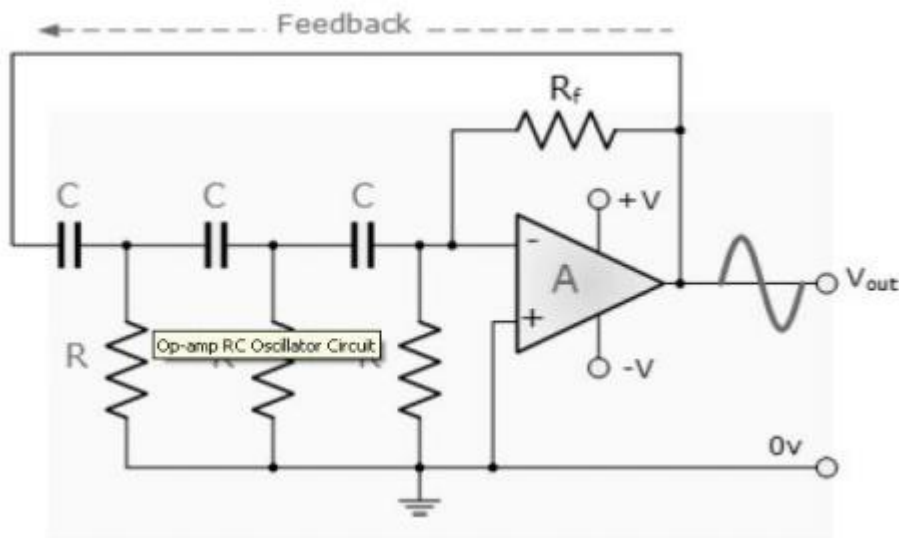 Feedback
Rf
C C C
+V
-
A
Vout
+
R
Op-amp RC Oscillator Circuit
-V
0v